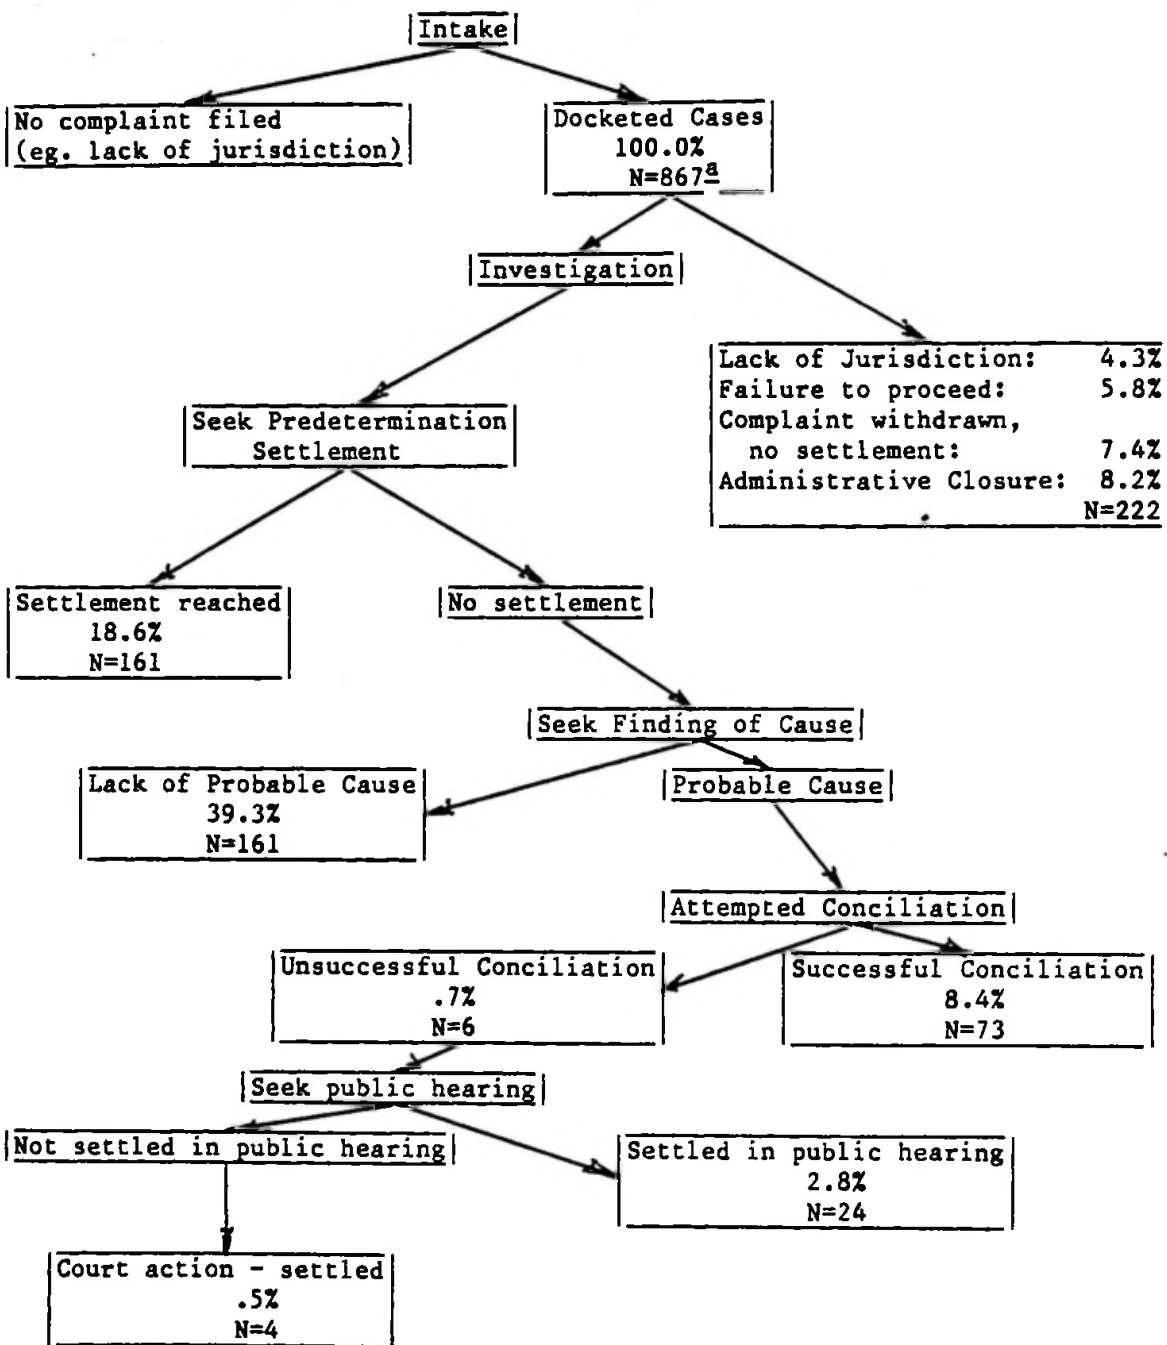 Intake
No complaint filed
(eg. lack of jurisdiction)
Docketed Cases
100.0%
N=867a
Investigation
Lack of Jurisdiction: 4.3%
Failure to proceed: 5.8%
Complaint withdrawn,
no settlement: 7.4%
Administrative Closure: 8.2%
N=222
Seek Predetermination
Settlement
Settlement reached
18.6%
N=161
No settlement
Seek Finding of Cause
Lack of Probable Cause
39.3%
N=161
Probable Cause
Attempted Conciliation
Unsuccessful Conciliation
.7%
N=6
Successful Conciliation
8.4%
N=73
Seek public hearing
Not settled in public hearing
Settled in public hearing
2.8%
N=24
Court action - settled
.5%
N=4